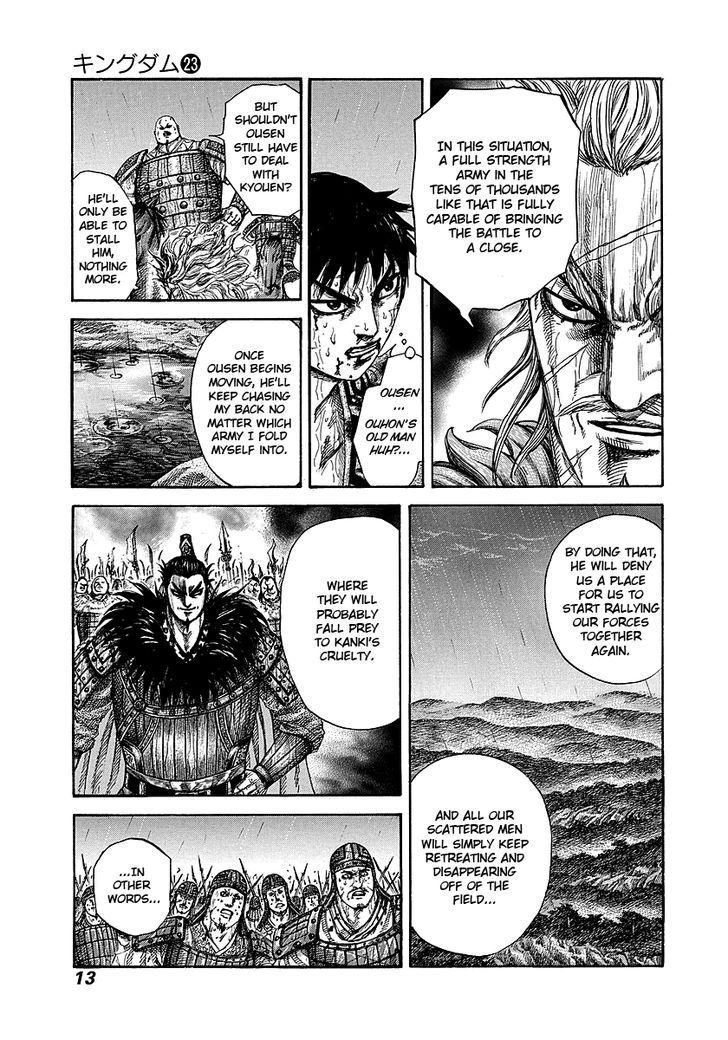 キングダム㉓
IN THIS SITUATION,
A FULL STRENGTH
ARMY IN THE
TENS OF THOUSANDS
LIKE THAT IS FULLY
CAPABLE OF BRINGING
THE BATTLE TO
A CLOSE.
OUSEN
...
OUHON'S
OLD MAN
HUH?...
BUT
SHOULDN'T
OUSEN
STILL HAVE
TO DEAL
WITH
KYOUEN?
HE'LL
ONLY BE
ABLE TO
STALL
HIM,
NOTHING
MORE.
ONCE
OUSEN BEGINS
MOVING, HE'LL
KEEP CHASING
MY BACK NO
MATTER WHICH
ARMY I FOLD
MYSELF INTO.
BY DOING THAT,
HE WILL DENY
US A PLACE
FOR US TO
START RALLYING
OUR FORCES
TOGETHER
AGAIN.
AND ALL OUR
SCATTERED MEN
WILL SIMPLY KEEP
RETREATING AND
DISAPPEARING
OFF OF THE
FIELD...
WHERE
THEY WILL
PROBABLY
FALL PREY
TO KANKI'S
CRUELTY.
...IN
OTHER
WORDS...
13